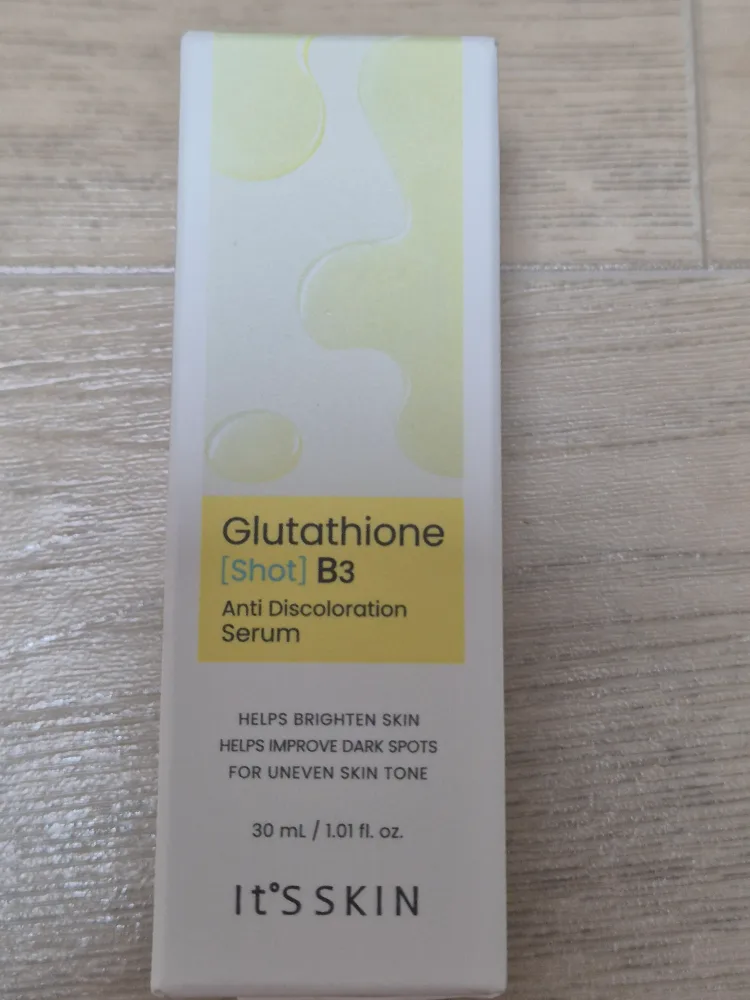 Glutathione
[Shot] B3
Anti Discoloration
Serum
HELPS BRIGHTEN SKIN
HELPS IMPROVE DARK SPOTS
FOR UNEVEN SKIN TONE
30 mL / 1.01 fl. oz.
It°S SKIN